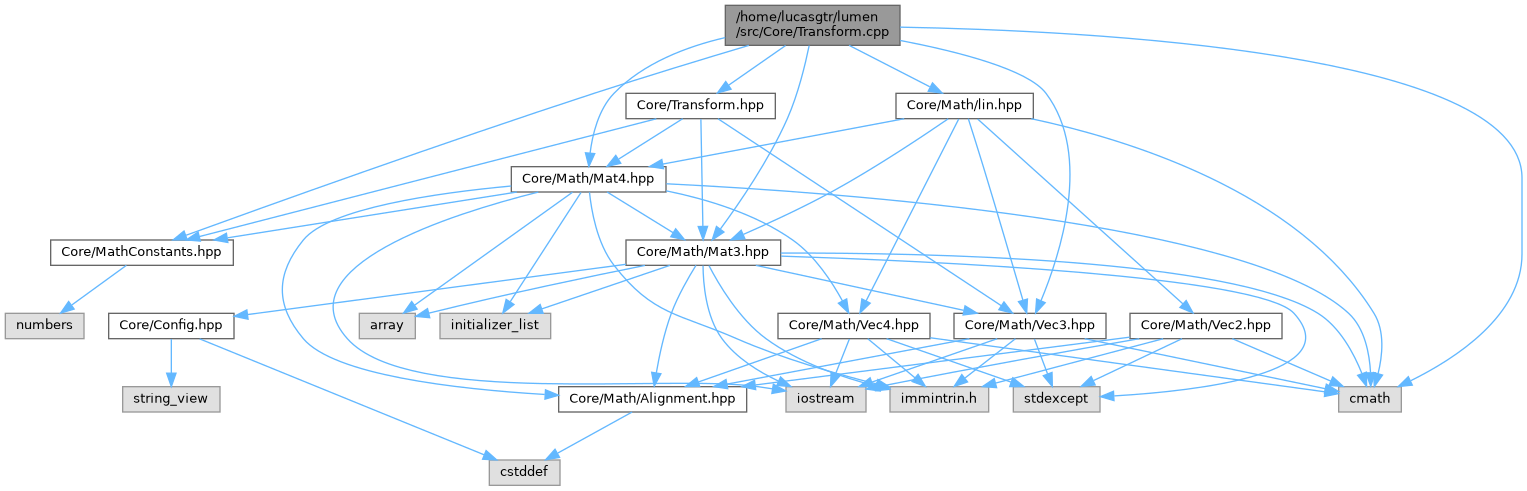 /home/lucasgtr/lumen
/src/Core/Transform.cpp
Core/Transform.hpp
Core/Math/lin.hpp
Core/Math/Mat4.hpp
Core/MathConstants.hpp
Core/Math/Mat3.hpp
numbers
Core/Config.hpp
array
initializer_list
Core/Math/Vec4.hpp
Core/Math/Vec3.hpp
Core/Math/Vec2.hpp
string_view
Core/Math/Alignment.hpp
iostream
immintrin.h
stdexcept
cmath
cstddef